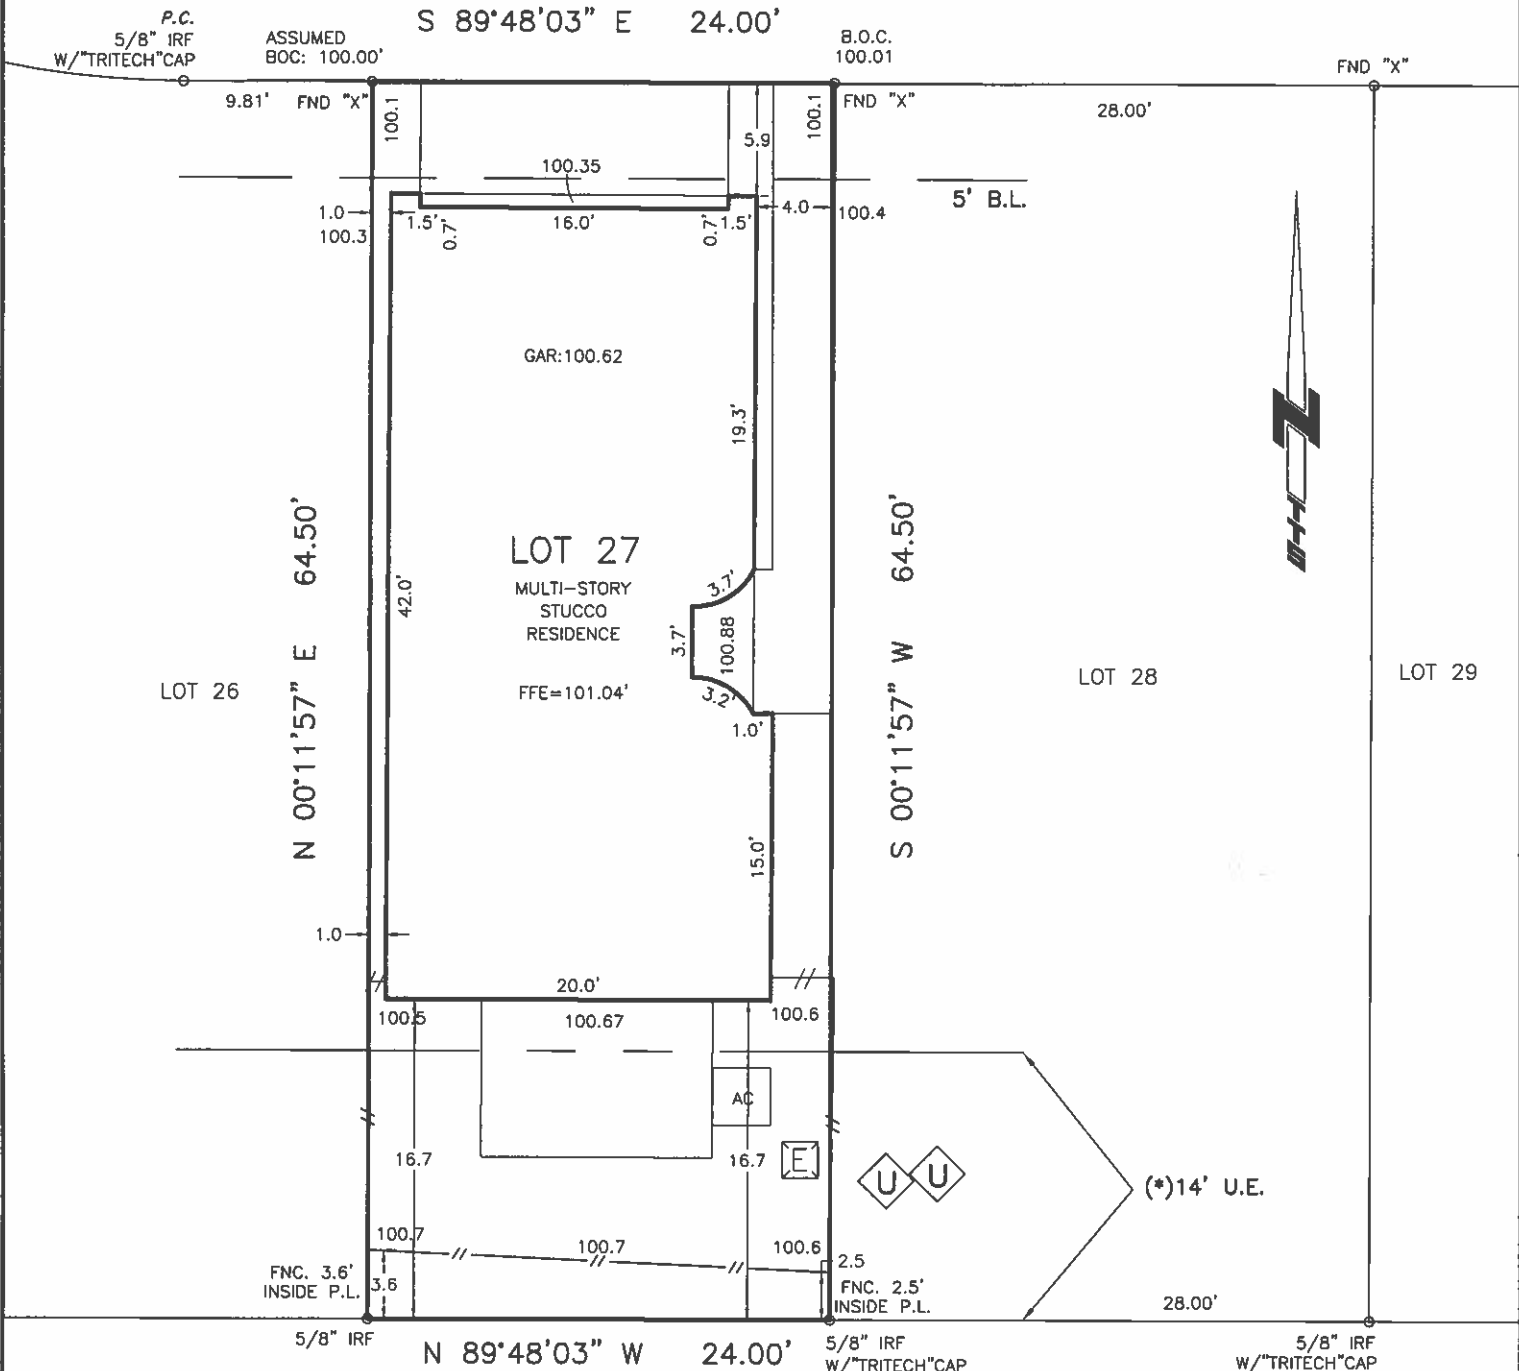 S 89°48'03" E 24.00'
P.C.
5/8" IRF
W/"TRITECH"CAP
ASSUMED
BOC: 100.00'
B.O.C.
100.01
FND "X"
9.81'
FND "X"
100.1
5.9
100.1
FND "X"
28.00'
100.35
5' B.L.
1.0
100.3
1.5'
0.7'
16.0'
0.7'
1.5'
4.0
100.4
GAR:100.62
19.3'
N 00°11'57" E 64.50'
42.0'
LOT 27
MULTI-STORY
STUCCO
RESIDENCE
FFE=101.04'
3.7'
3.7'
100.88
3.2'
1.0'
15.0'
S 00°11'57" W 64.50'
LOT 26
LOT 28
LOT 29
N
TTS
1.0
20.0'
100.5
100.67
100.6
AC
16.7
16.7
E
U
U
(*)14' U.E.
100.7
100.7
100.6
2.5
FNC. 3.6'
INSIDE P.L.
3.6
FNC. 2.5'
INSIDE P.L.
28.00'
5/8" IRF
N 89°48'03" W 24.00'
5/8" IRF
W/"TRITECH"CAP
5/8" IRF
W/"TRITECH"CAP